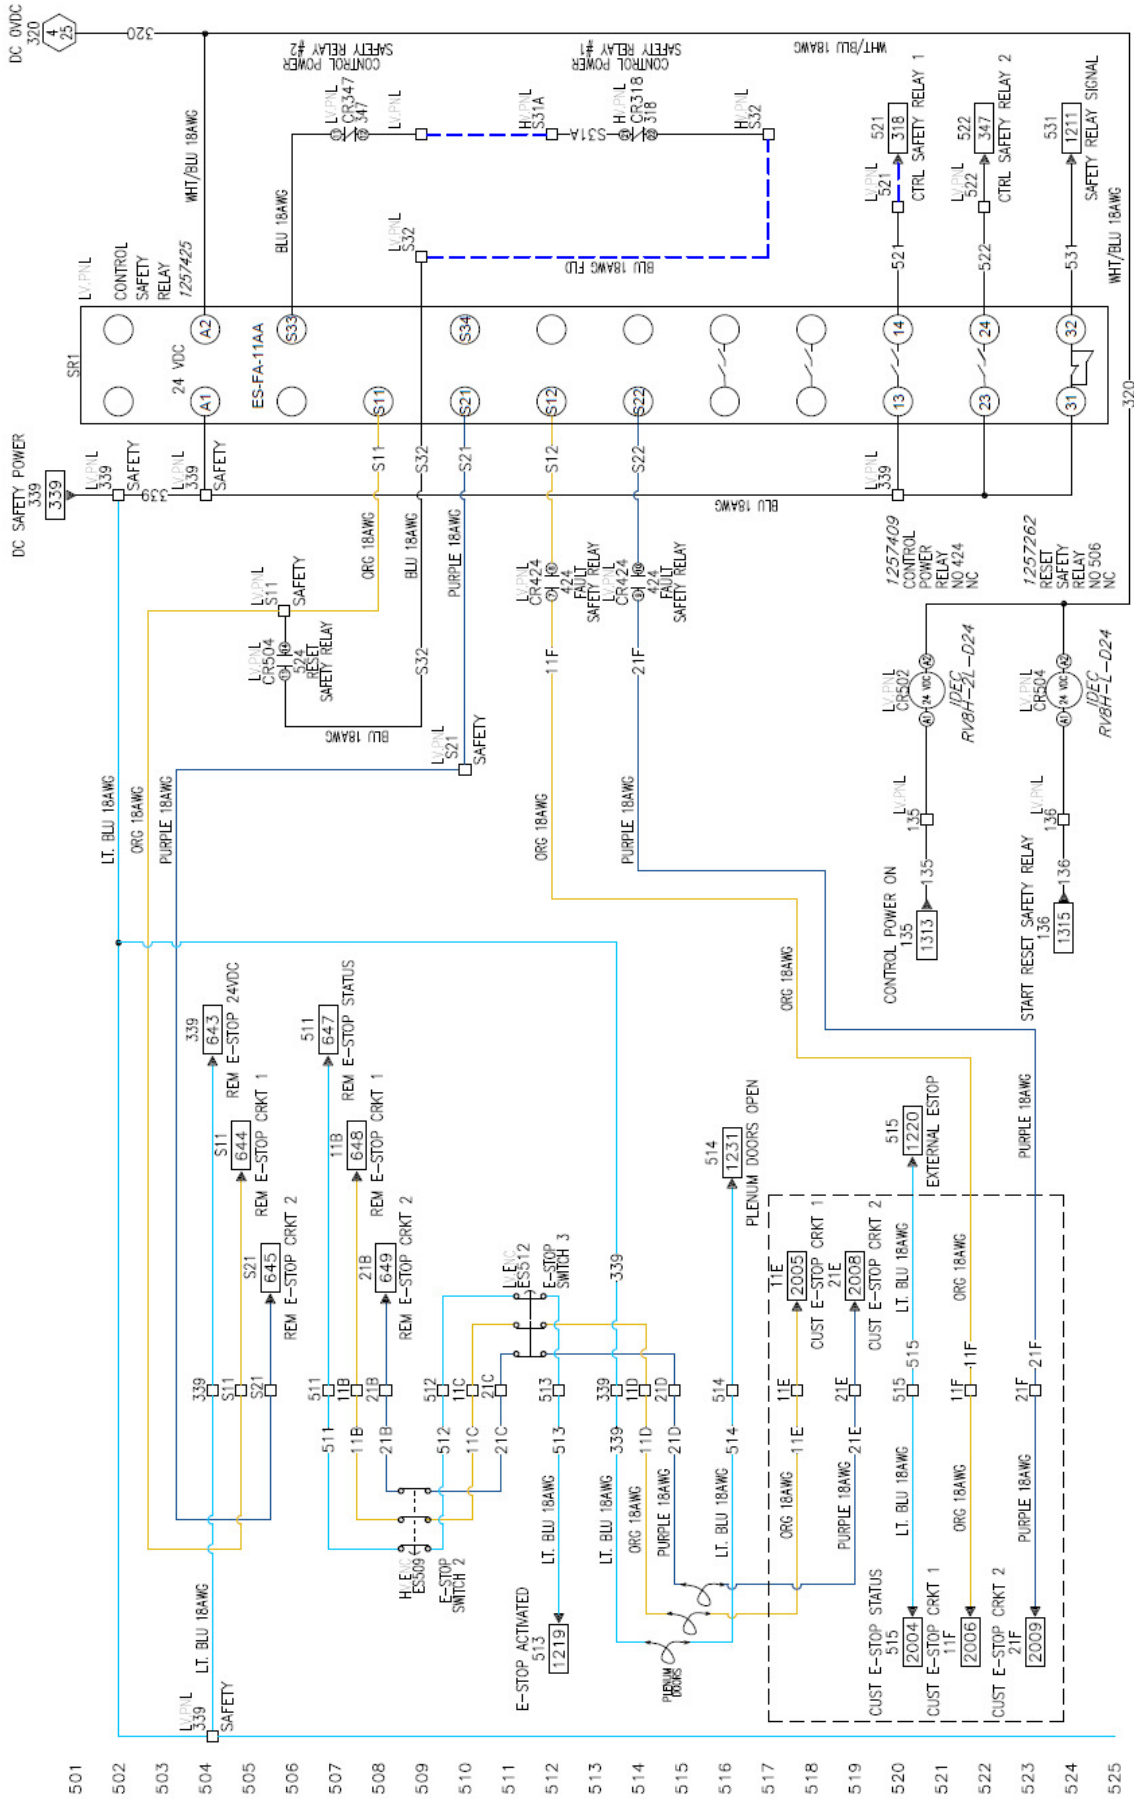 DC 0VDC
320
4
25
320
WHT/BLU 18AWG
CONTROL POWER
SAFETY RELAY #2
CONTROL POWER
SAFETY RELAY #1
WHT/BLU 18AWG
LV.PNL
CR347
347
LV.PNL
HV.PNL
S31A
S31A
HV.PNL
CR318
318
HV.PNL
S32
BLU 18AWG
LV.PNL
S32
BLU 18AWG FLD
521
318
LV.PNL
521
CTRL SAFETY RELAY 1
521
522
347
LV.PNL
522
CTRL SAFETY RELAY 2
522
531
1211
SAFETY RELAY SIGNAL
531
WHT/BLU 18AWG
LV.PNL
CONTROL
SAFETY
RELAY
1257425
SR1
24 VDC
ES-FA-11AA
A2
S33
S34
14
24
32
A1
S11
S21
S12
S22
13
23
31
320
DC SAFETY POWER
339
339
LV.PNL
339
SAFETY
339
LV.PNL
339
SAFETY
S11
S32
S21
S12
S22
LV.PNL
339
BLU 18AWG
ORG 18AWG
BLU 18AWG
PURPLE 18AWG
LV.PNL
S11
SAFETY
LV.PNL
CR504
524
RESET
SAFETY RELAY
S32
BLU 18AWG
LV.PNL
S21
SAFETY
LV.PNL
CR424
424
FAULT
SAFETY RELAY
LV.PNL
CR424
424
FAULT
SAFETY RELAY
11F
21F
1257409
CONTROL
POWER
RELAY
NO 424
NC
1257262
RESET
SAFETY
RELAY
NO 506
NC
LV.PNL
CR502
A1
24 VDC
A2
IDEC
RV8H-2L-D24
LV.PNL
CR504
A1
24 VDC
A2
IDEC
RV8H-L-D24
LV.PNL
135
135
CONTROL POWER ON
135
1313
LV.PNL
136
136
START RESET SAFETY RELAY
136
1315
LT. BLU 18AWG
ORG 18AWG
PURPLE 18AWG
ORG 18AWG
PURPLE 18AWG
ORG 18AWG
PURPLE 18AWG
339
643
REM E-STOP 24VDC
S11
644
REM E-STOP CRKT 1
S21
645
REM E-STOP CRKT 2
511
647
REM E-STOP STATUS
11B
648
REM E-STOP CRKT 1
21B
649
REM E-STOP CRKT 2
LV.ENC
ES512
E-STOP
SWITCH 3
514
1231
PLENUM DOORS OPEN
339
11E
2005
CUST E-STOP CRKT 1
21E
2008
CUST E-STOP CRKT 2
515
1220
EXTERNAL ESTOP
LT. BLU 18AWG
ORG 18AWG
339
S11
S21
511
11B
21B
512
11C
21C
513
339
11D
21D
514
11E
21E
515
515
11F
11F
21F
21F
511
11B
21B
512
11C
21C
513
339
11D
21D
514
11E
21E
HV.ENC
ES509
E-STOP
SWITCH 2
LT. BLU 18AWG
LT. BLU 18AWG
ORG 18AWG
PURPLE 18AWG
LT. BLU 18AWG
ORG 18AWG
PURPLE 18AWG
LT. BLU 18AWG
ORG 18AWG
PURPLE 18AWG
E-STOP ACTIVATED
513
1219
PLENUM
DOORS
CUST E-STOP STATUS
515
2004
CUST E-STOP CRKT 1
11F
2006
CUST E-STOP CRKT 2
21F
2009
LT. BLU 18AWG
LV.PNL
339
SAFETY
501
502
503
504
505
506
507
508
509
510
511
512
513
514
515
516
517
518
519
520
521
522
523
524
525